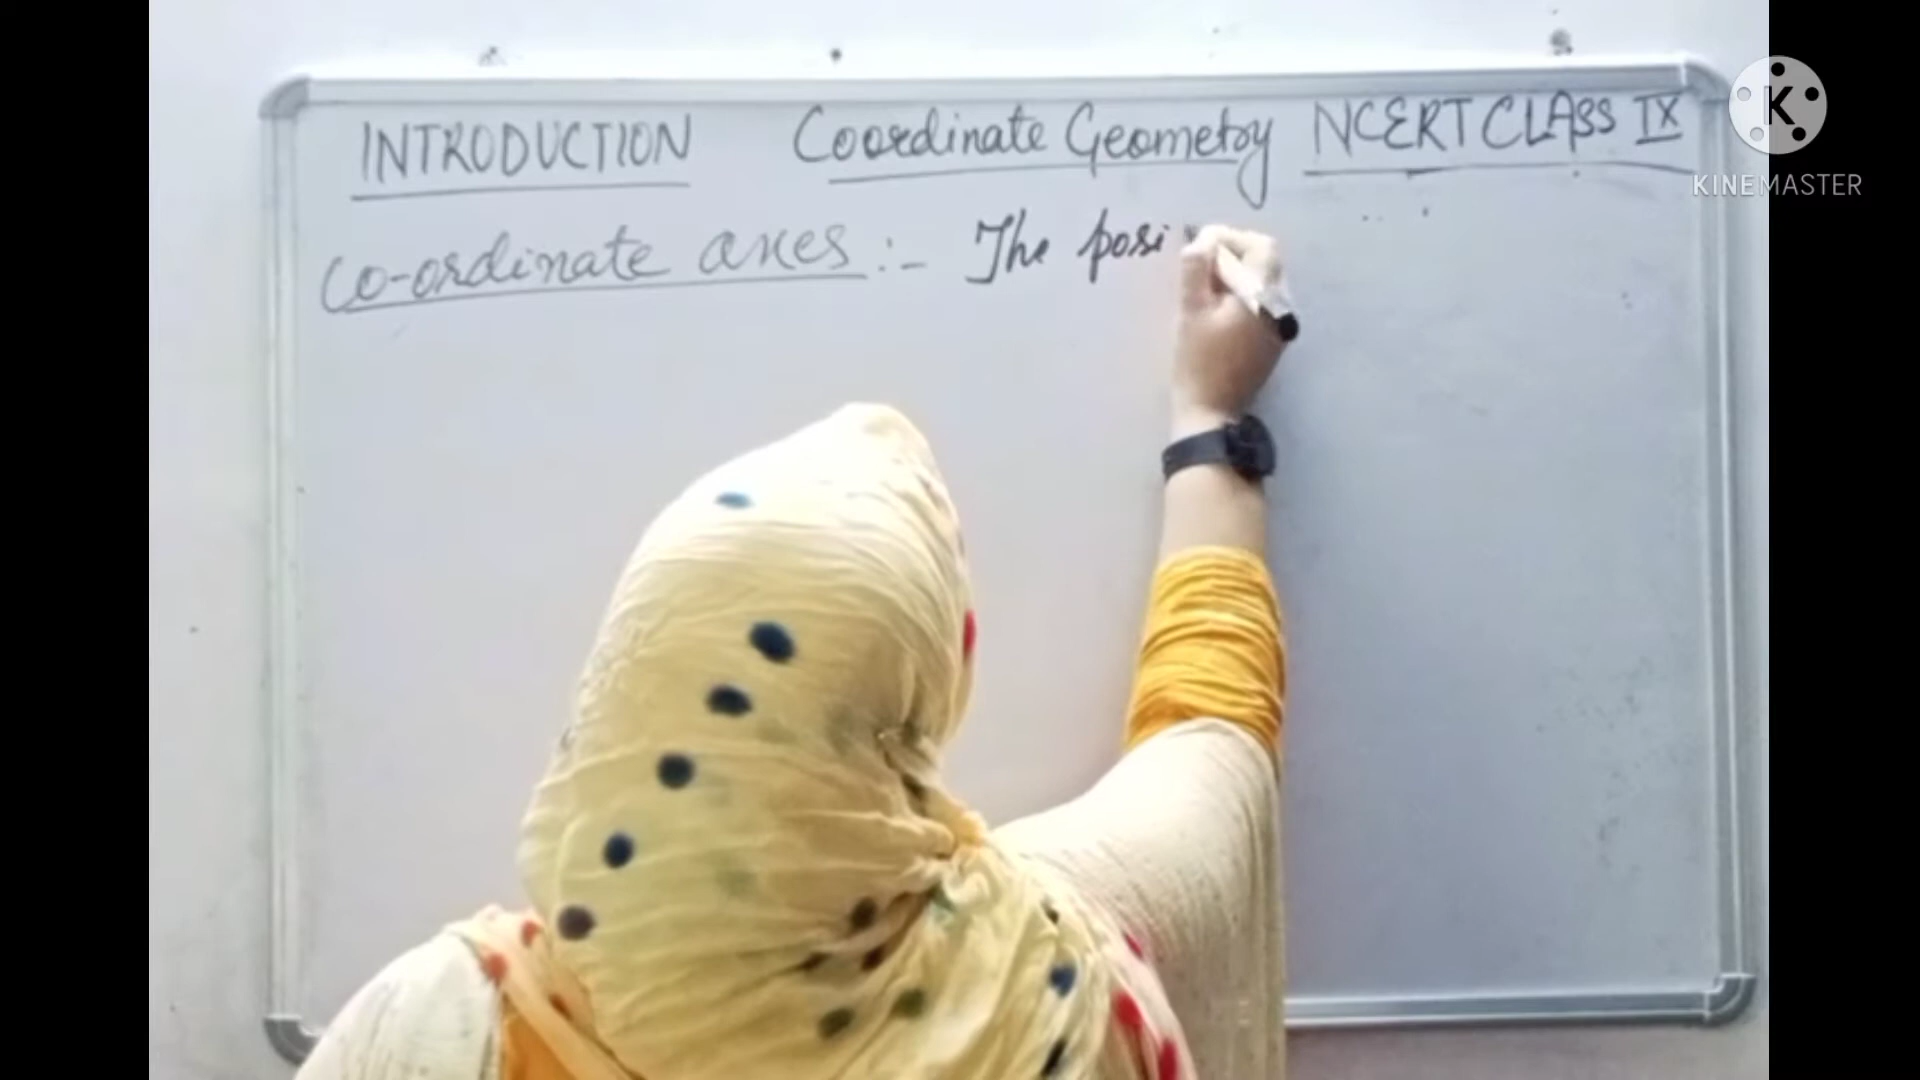 INTRODUCTION Coordinate Geometry NCERT CLASS IX
Co-ordinate axes :- The posi
K
KINEMASTER